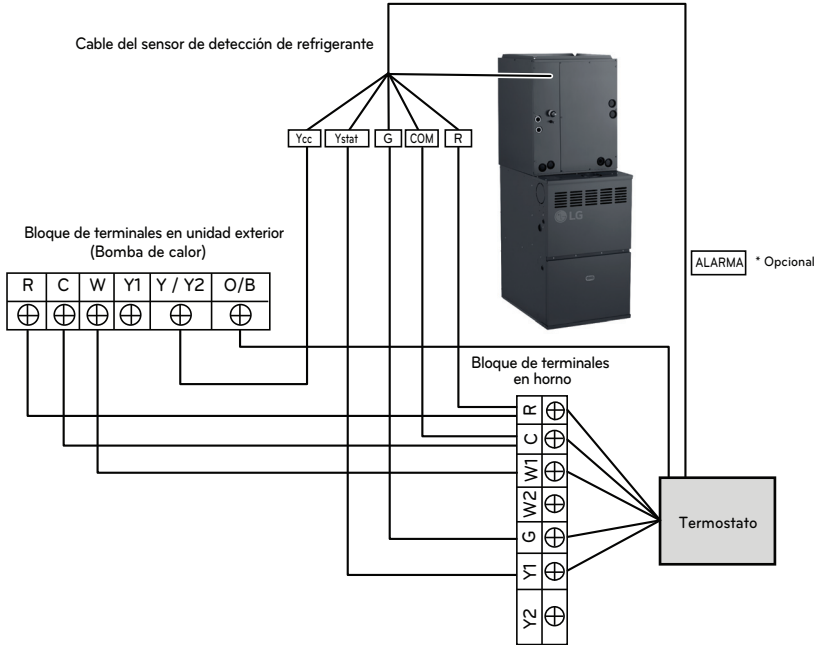 Cable del sensor de detección de refrigerante
Ycc Ystat G COM R
LG
Bloque de terminales en unidad exterior
(Bomba de calor)
R C W Y1 Y / Y2 O/B
ALARMA * Opcional
Bloque de terminales
en horno
R
C
W1
W2
G
Y1
Y2
Termostato